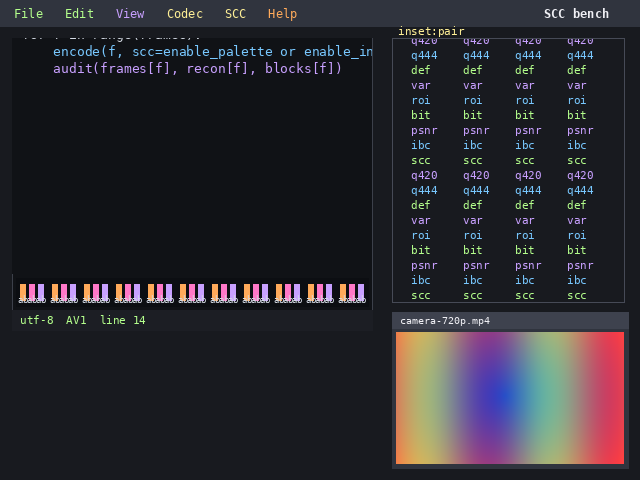 File Edit View Codec SCC Help SCC bench
encode(f, scc=enable_palette or enable_in
audit(frames[f], recon[f], blocks[f])
utf-8 AV1 line 14
inset:pair
q420 q420 q420 q420
q444 q444 q444 q444
def def def def
var var var var
roi roi roi roi
bit bit bit bit
psnr psnr psnr psnr
ibc ibc ibc ibc
scc scc scc scc
q420 q420 q420 q420
q444 q444 q444 q444
def def def def
var var var var
roi roi roi roi
bit bit bit bit
psnr psnr psnr psnr
ibc ibc ibc ibc
scc scc scc scc
camera-720p.mp4